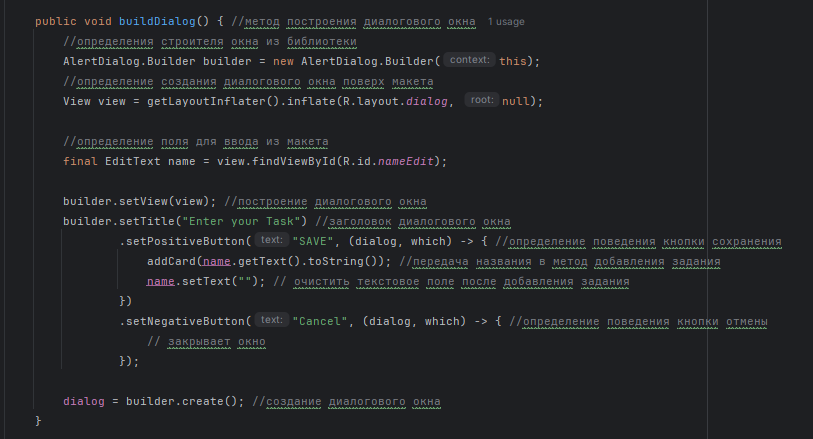 public void buildDialog() { //метод построения диалогового окна 1 usage
//определения строителя окна из библиотеки
AlertDialog.Builder builder = new AlertDialog.Builder( context: this);
//определение создания диалогового окна поверх макета
View view = getLayoutInflater().inflate(R.layout.dialog, root: null);
//определение поля для ввода из макета
final EditText name = view.findViewById(R.id.nameEdit);
builder.setView(view); //построение диалогового окна
builder.setTitle("Enter your Task") //заголовок диалогового окна
.setPositiveButton( text: "SAVE", (dialog, which) -> { //определение поведения кнопки сохранения
addCard(name.getText().toString()); //передача названия в метод добавления задания
name.setText(""); // очистить текстовое поле после добавления задания
})
.setNegativeButton( text: "Cancel", (dialog, which) -> { //определение поведения кнопки отмены
// закрывает окно
});
dialog = builder.create(); //создание диалогового окна
}